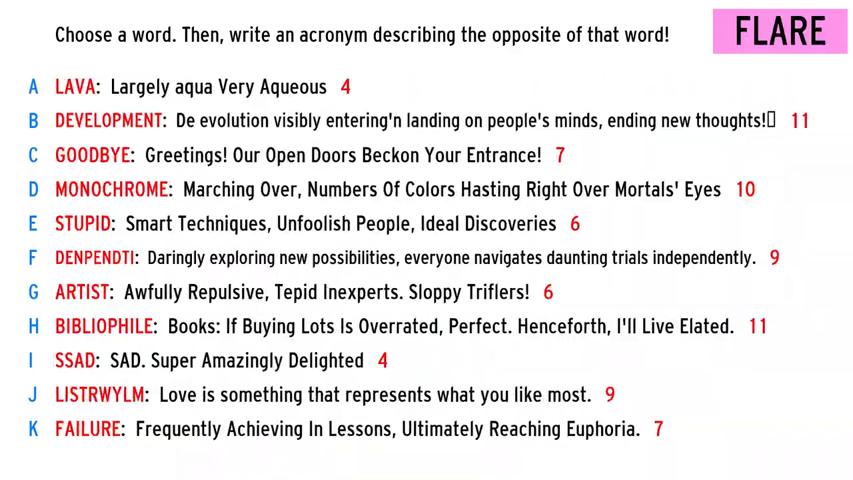 Choose a word. Then, write an acronym describing the opposite of that word!
FLARE
A LAVA: Largely aqua Very Aqueous 4
B DEVELOPMENT: De evolution visibly entering'n landing on people's minds, ending new thoughts!▯ 11
C GOODBYE: Greetings! Our Open Doors Beckon Your Entrance! 7
D MONOCHROME: Marching Over, Numbers Of Colors Hasting Right Over Mortals' Eyes 10
E STUPID: Smart Techniques, Unfoolish People, Ideal Discoveries 6
F DENPENDTI: Daringly exploring new possibilities, everyone navigates daunting trials independently. 9
G ARTIST: Awfully Repulsive, Tepid Inexperts. Sloppy Triflers! 6
H BIBLIOPHILE: Books: If Buying Lots Is Overrated, Perfect. Henceforth, I'll Live Elated. 11
I SSAD: SAD. Super Amazingly Delighted 4
J LISTRWYLM: Love is something that represents what you like most. 9
K FAILURE: Frequently Achieving In Lessons, Ultimately Reaching Euphoria. 7